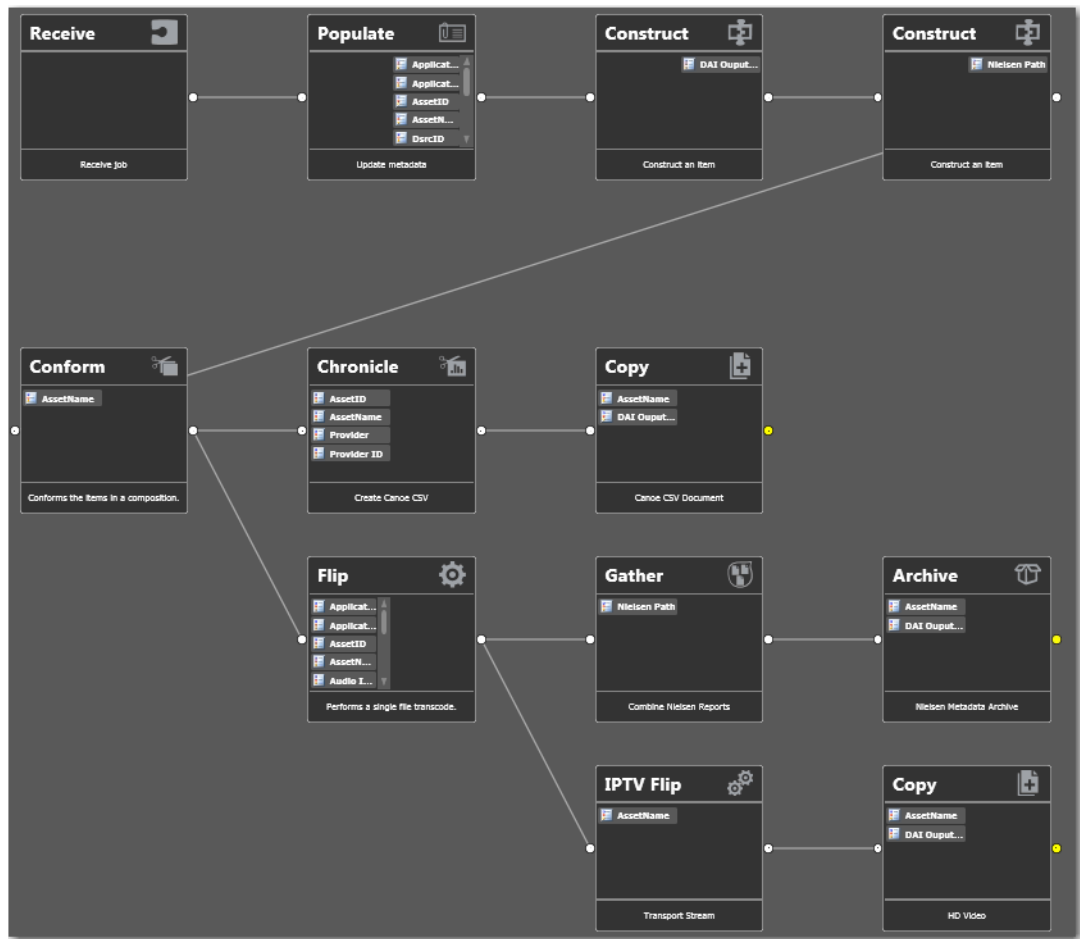 Receive
Populate
Construct
Construct
Applicat...
Applicat...
AssetID
AssetN...
DsrcID
DAI Ouput...
Nielsen Path
Receive job
Update metadata
Construct an Item
Construct an Item
Conform
Chronicle
Copy
AssetName
AssetID
AssetName
Provider
Provider ID
AssetName
DAI Ouput...
Conforms the items in a composition.
Create Canoe CSV
Canoe CSV Document
Flip
Gather
Archive
Applicat...
Applicat...
AssetID
AssetN...
Audio I...
Nielsen Path
AssetName
DAI Ouput...
Performs a single file transcode.
Combine Nielsen Reports
Nielsen Metadata Archive
IPTV Flip
Copy
AssetName
AssetName
DAI Ouput...
Transport Stream
HD Video